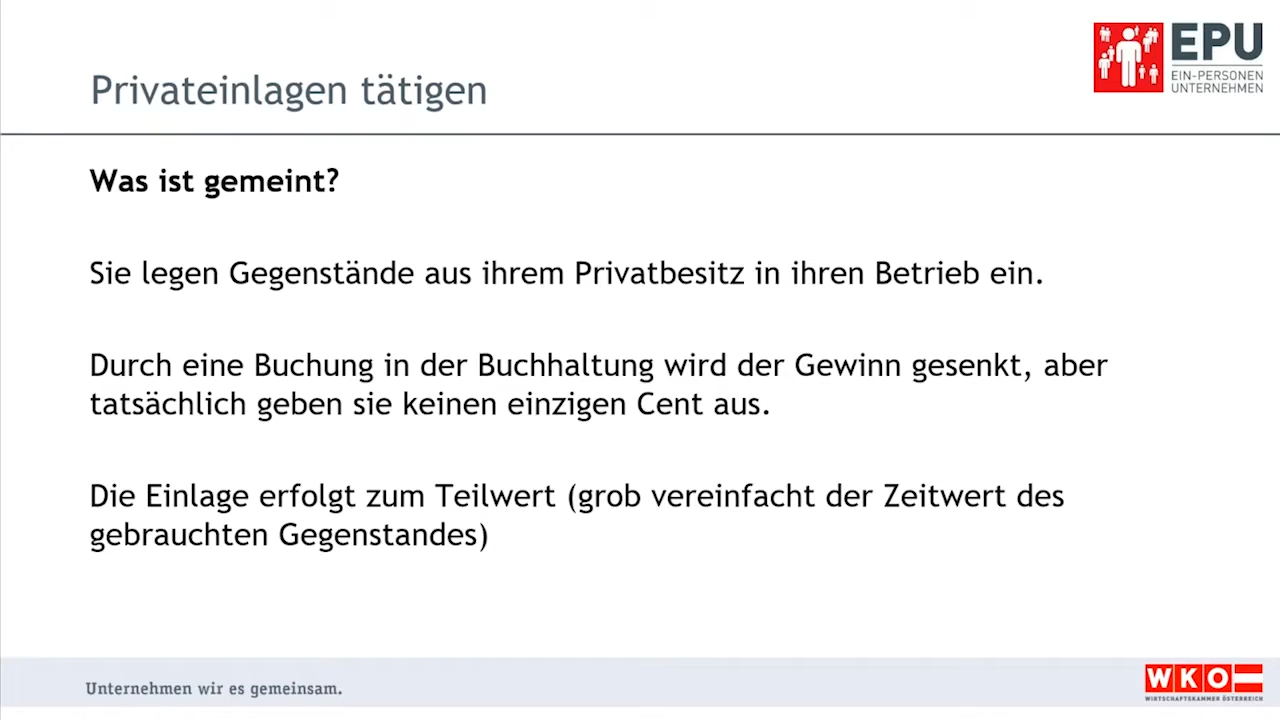 EPU
EIN-PERSONEN
UNTERNEHMEN
Privateinlagen tätigen
Was ist gemeint?
Sie legen Gegenstände aus ihrem Privatbesitz in ihren Betrieb ein.
Durch eine Buchung in der Buchhaltung wird der Gewinn gesenkt, aber
tatsächlich geben sie keinen einzigen Cent aus.
Die Einlage erfolgt zum Teilwert (grob vereinfacht der Zeitwert des
gebrauchten Gegenstandes)
Unternehmen wir es gemeinsam.
WKO
WIRTSCHAFTSKAMMER ÖSTERREICH